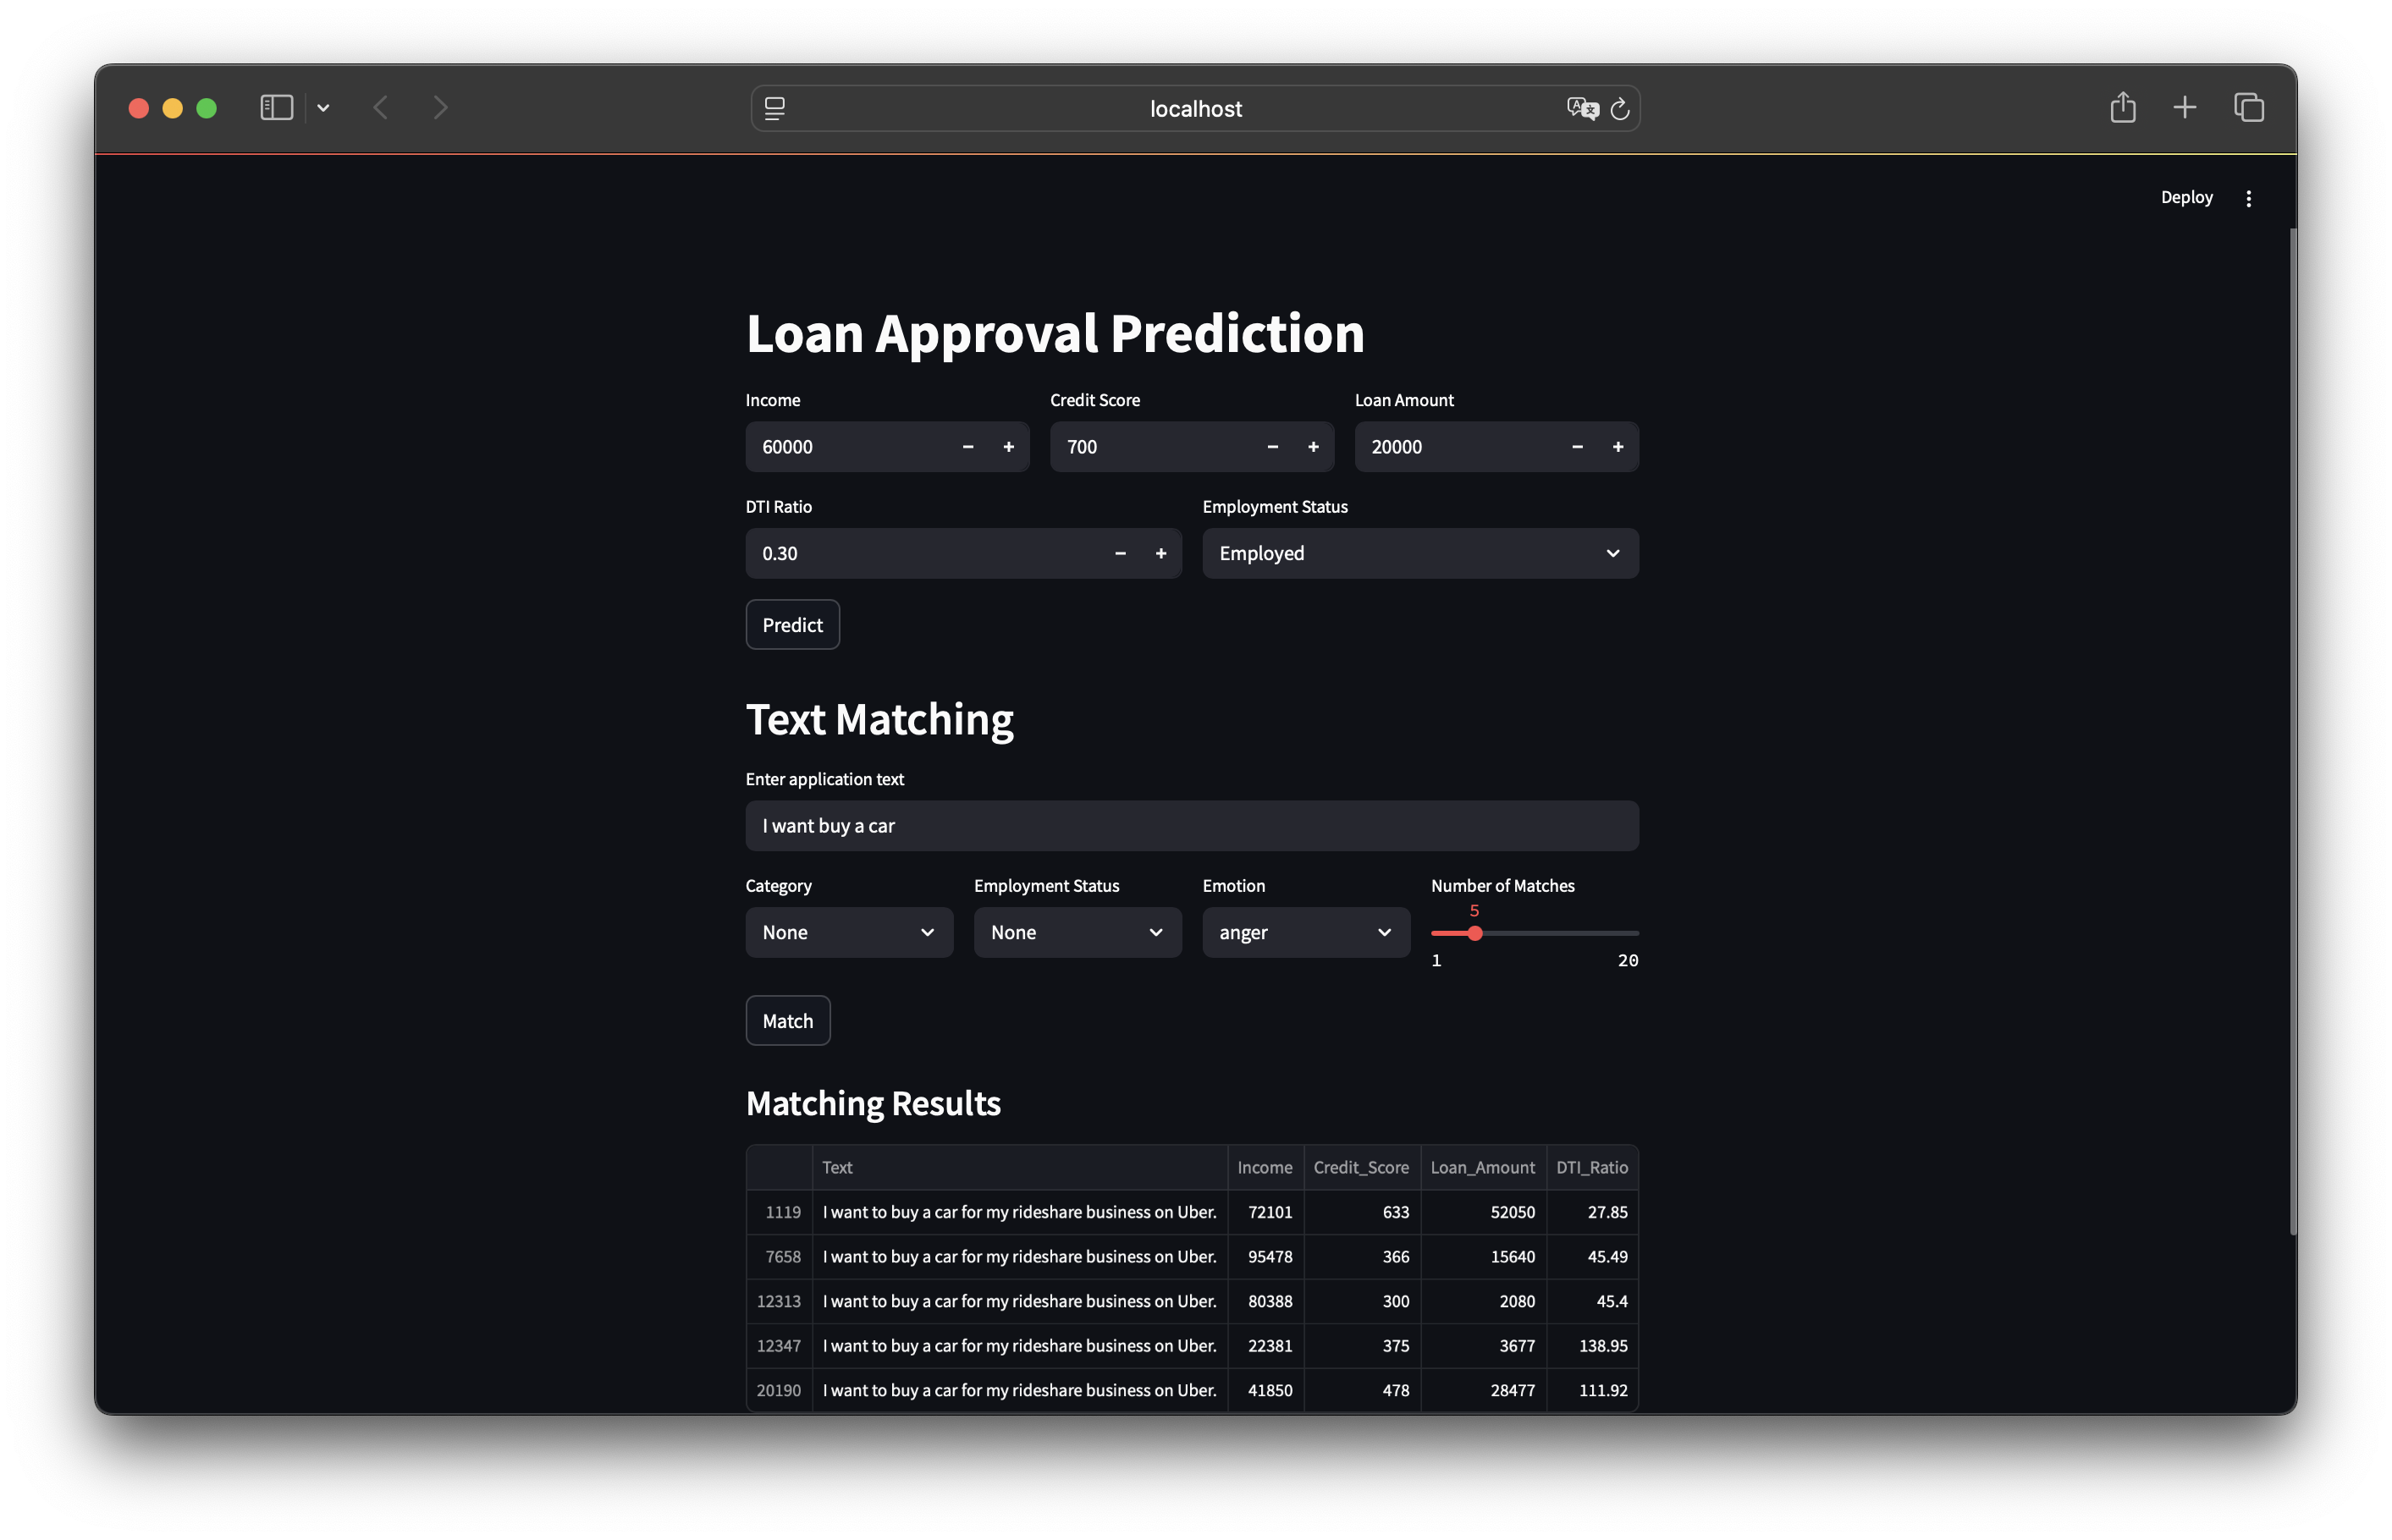 localhost
Deploy
Loan Approval Prediction
Income Credit Score Loan Amount
60000 − + 700 − + 20000 − +
DTI Ratio Employment Status
0.30 − + Employed
Predict
Text Matching
Enter application text
I want buy a car
Category Employment Status Emotion Number of Matches
5
None None anger
1 20
Match
Matching Results
Text Income Credit_Score Loan_Amount DTI_Ratio
1119 I want to buy a car for my rideshare business on Uber. 72101 633 52050 27.85
7658 I want to buy a car for my rideshare business on Uber. 95478 366 15640 45.49
12313 I want to buy a car for my rideshare business on Uber. 80388 300 2080 45.4
12347 I want to buy a car for my rideshare business on Uber. 22381 375 3677 138.95
20190 I want to buy a car for my rideshare business on Uber. 41850 478 28477 111.92